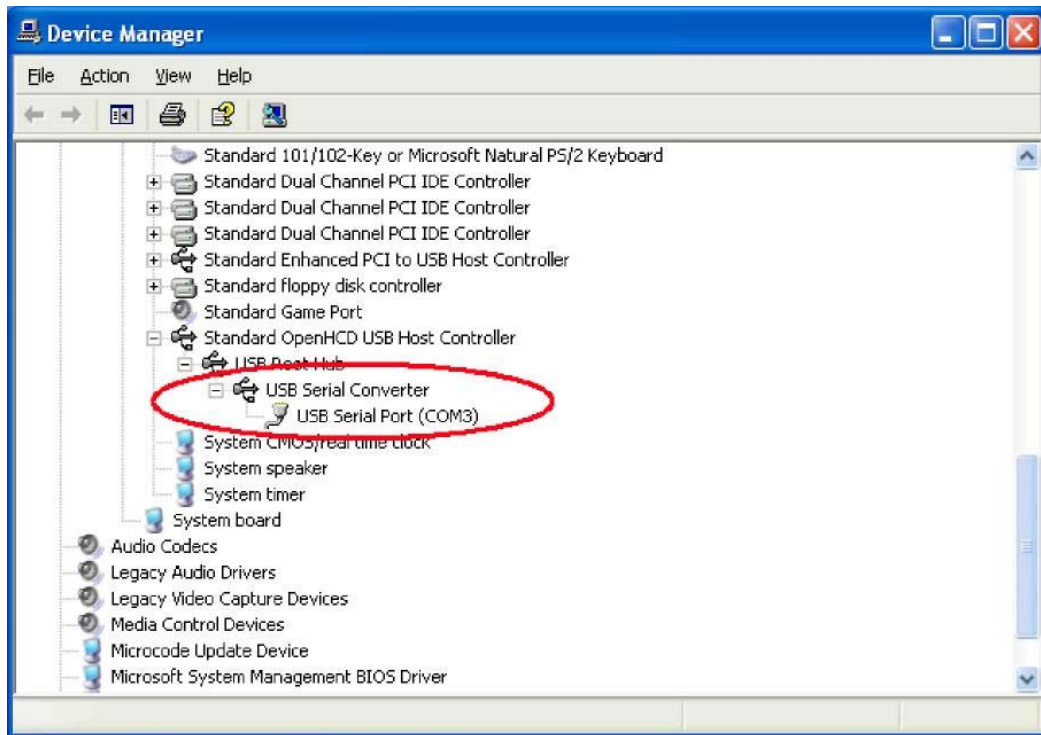 Device Manager
File Action View Help
Standard 101/102-Key or Microsoft Natural PS/2 Keyboard
Standard Dual Channel PCI IDE Controller
Standard Dual Channel PCI IDE Controller
Standard Dual Channel PCI IDE Controller
Standard Enhanced PCI to USB Host Controller
Standard floppy disk controller
Standard Game Port
Standard OpenHCD USB Host Controller
USB Root Hub
USB Serial Converter
USB Serial Port (COM3)
System CMOS/real time clock
System speaker
System timer
System board
Audio Codecs
Legacy Audio Drivers
Legacy Video Capture Devices
Media Control Devices
Microcode Update Device
Microsoft System Management BIOS Driver